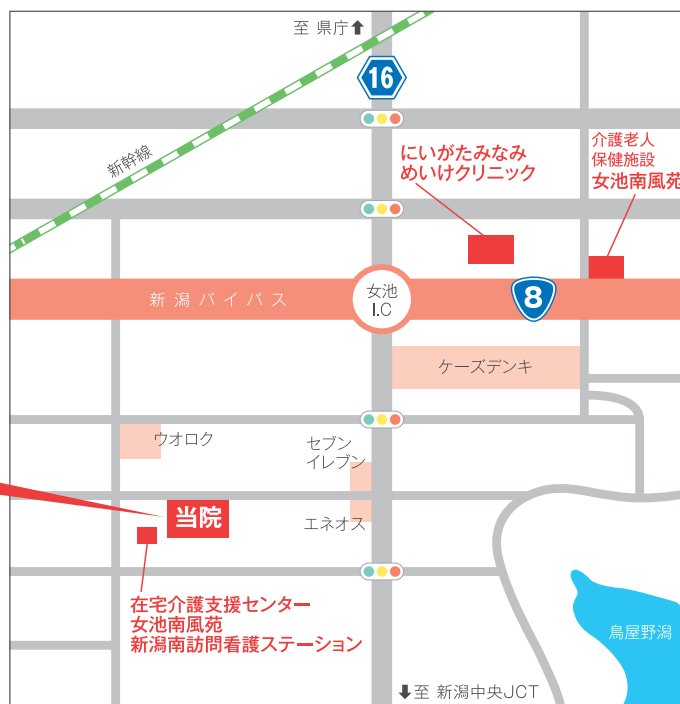 至 県庁⬆
16
新幹線
にいがたみなみ
めいけクリニック
介護老人
保健施設
女池南風苑
新潟バイパス
女池
I.C
8
ケーズデンキ
ウオロク
セブン
イレブン
当院
エネオス
在宅介護支援センター
女池南風苑
新潟南訪問看護ステーション
鳥屋野潟
⬇至 新潟中央JCT